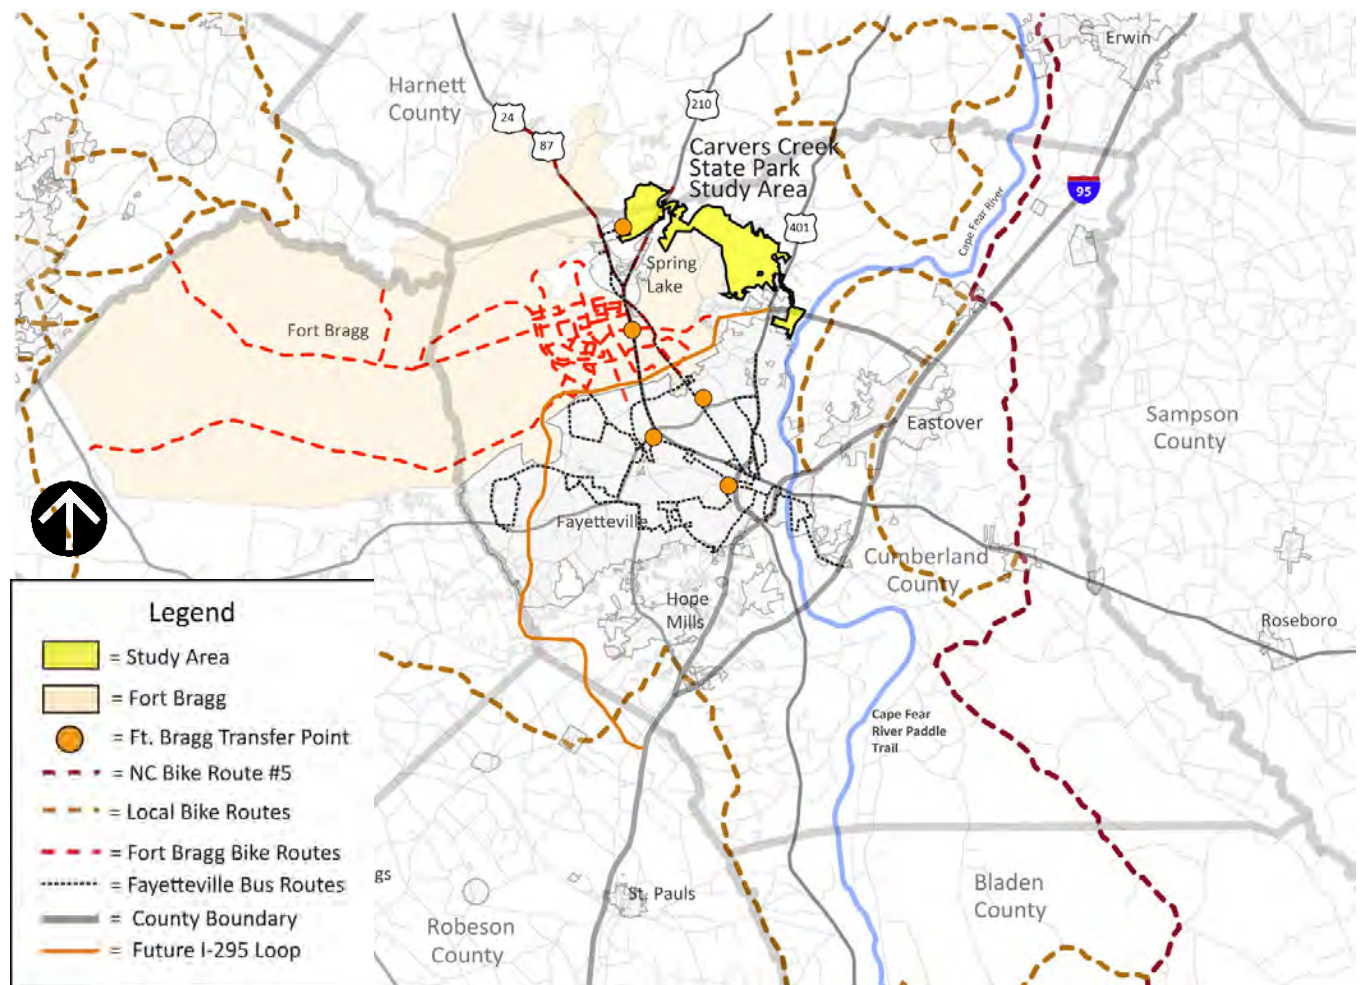 Erwin
Harnett
County
210
24
87
Carvers Creek
State Park
Study Area
95
401
Cape Fear River
Spring
Lake
Fort Bragg
Sampson
County
Eastover
Fayetteville
Cumberland
County
Hope
Mills
Roseboro
Cape Fear
River Paddle
Trail
gs
St. Pauls
Bladen
County
Robeson
County
Legend
= Study Area
= Fort Bragg
= Ft. Bragg Transfer Point
= NC Bike Route #5
= Local Bike Routes
= Fort Bragg Bike Routes
= Fayetteville Bus Routes
= County Boundary
= Future I-295 Loop